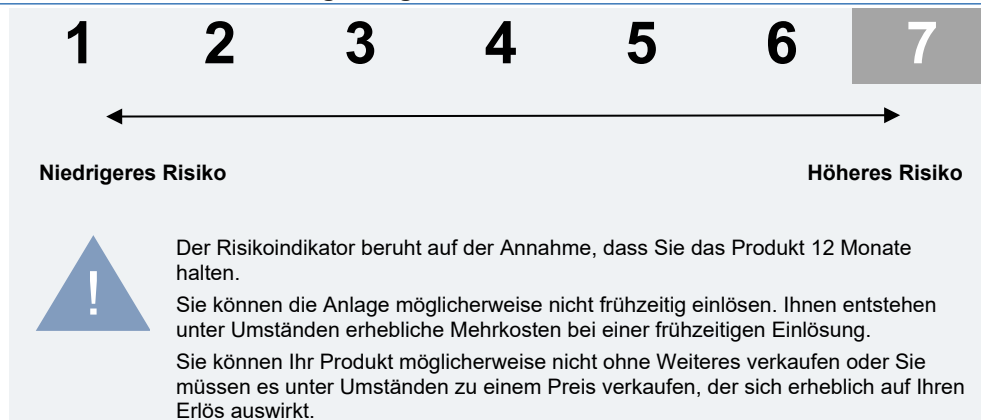 1 2 3 4 5 6 7
Niedrigeres Risiko Höheres Risiko
!
Der Risikoindikator beruht auf der Annahme, dass Sie das Produkt 12 Monate
halten.
Sie können die Anlage möglicherweise nicht frühzeitig einlösen. Ihnen entstehen
unter Umständen erhebliche Mehrkosten bei einer frühzeitigen Einlösung.
Sie können Ihr Produkt möglicherweise nicht ohne Weiteres verkaufen oder Sie
müssen es unter Umständen zu einem Preis verkaufen, der sich erheblich auf Ihren
Erlös auswirkt.